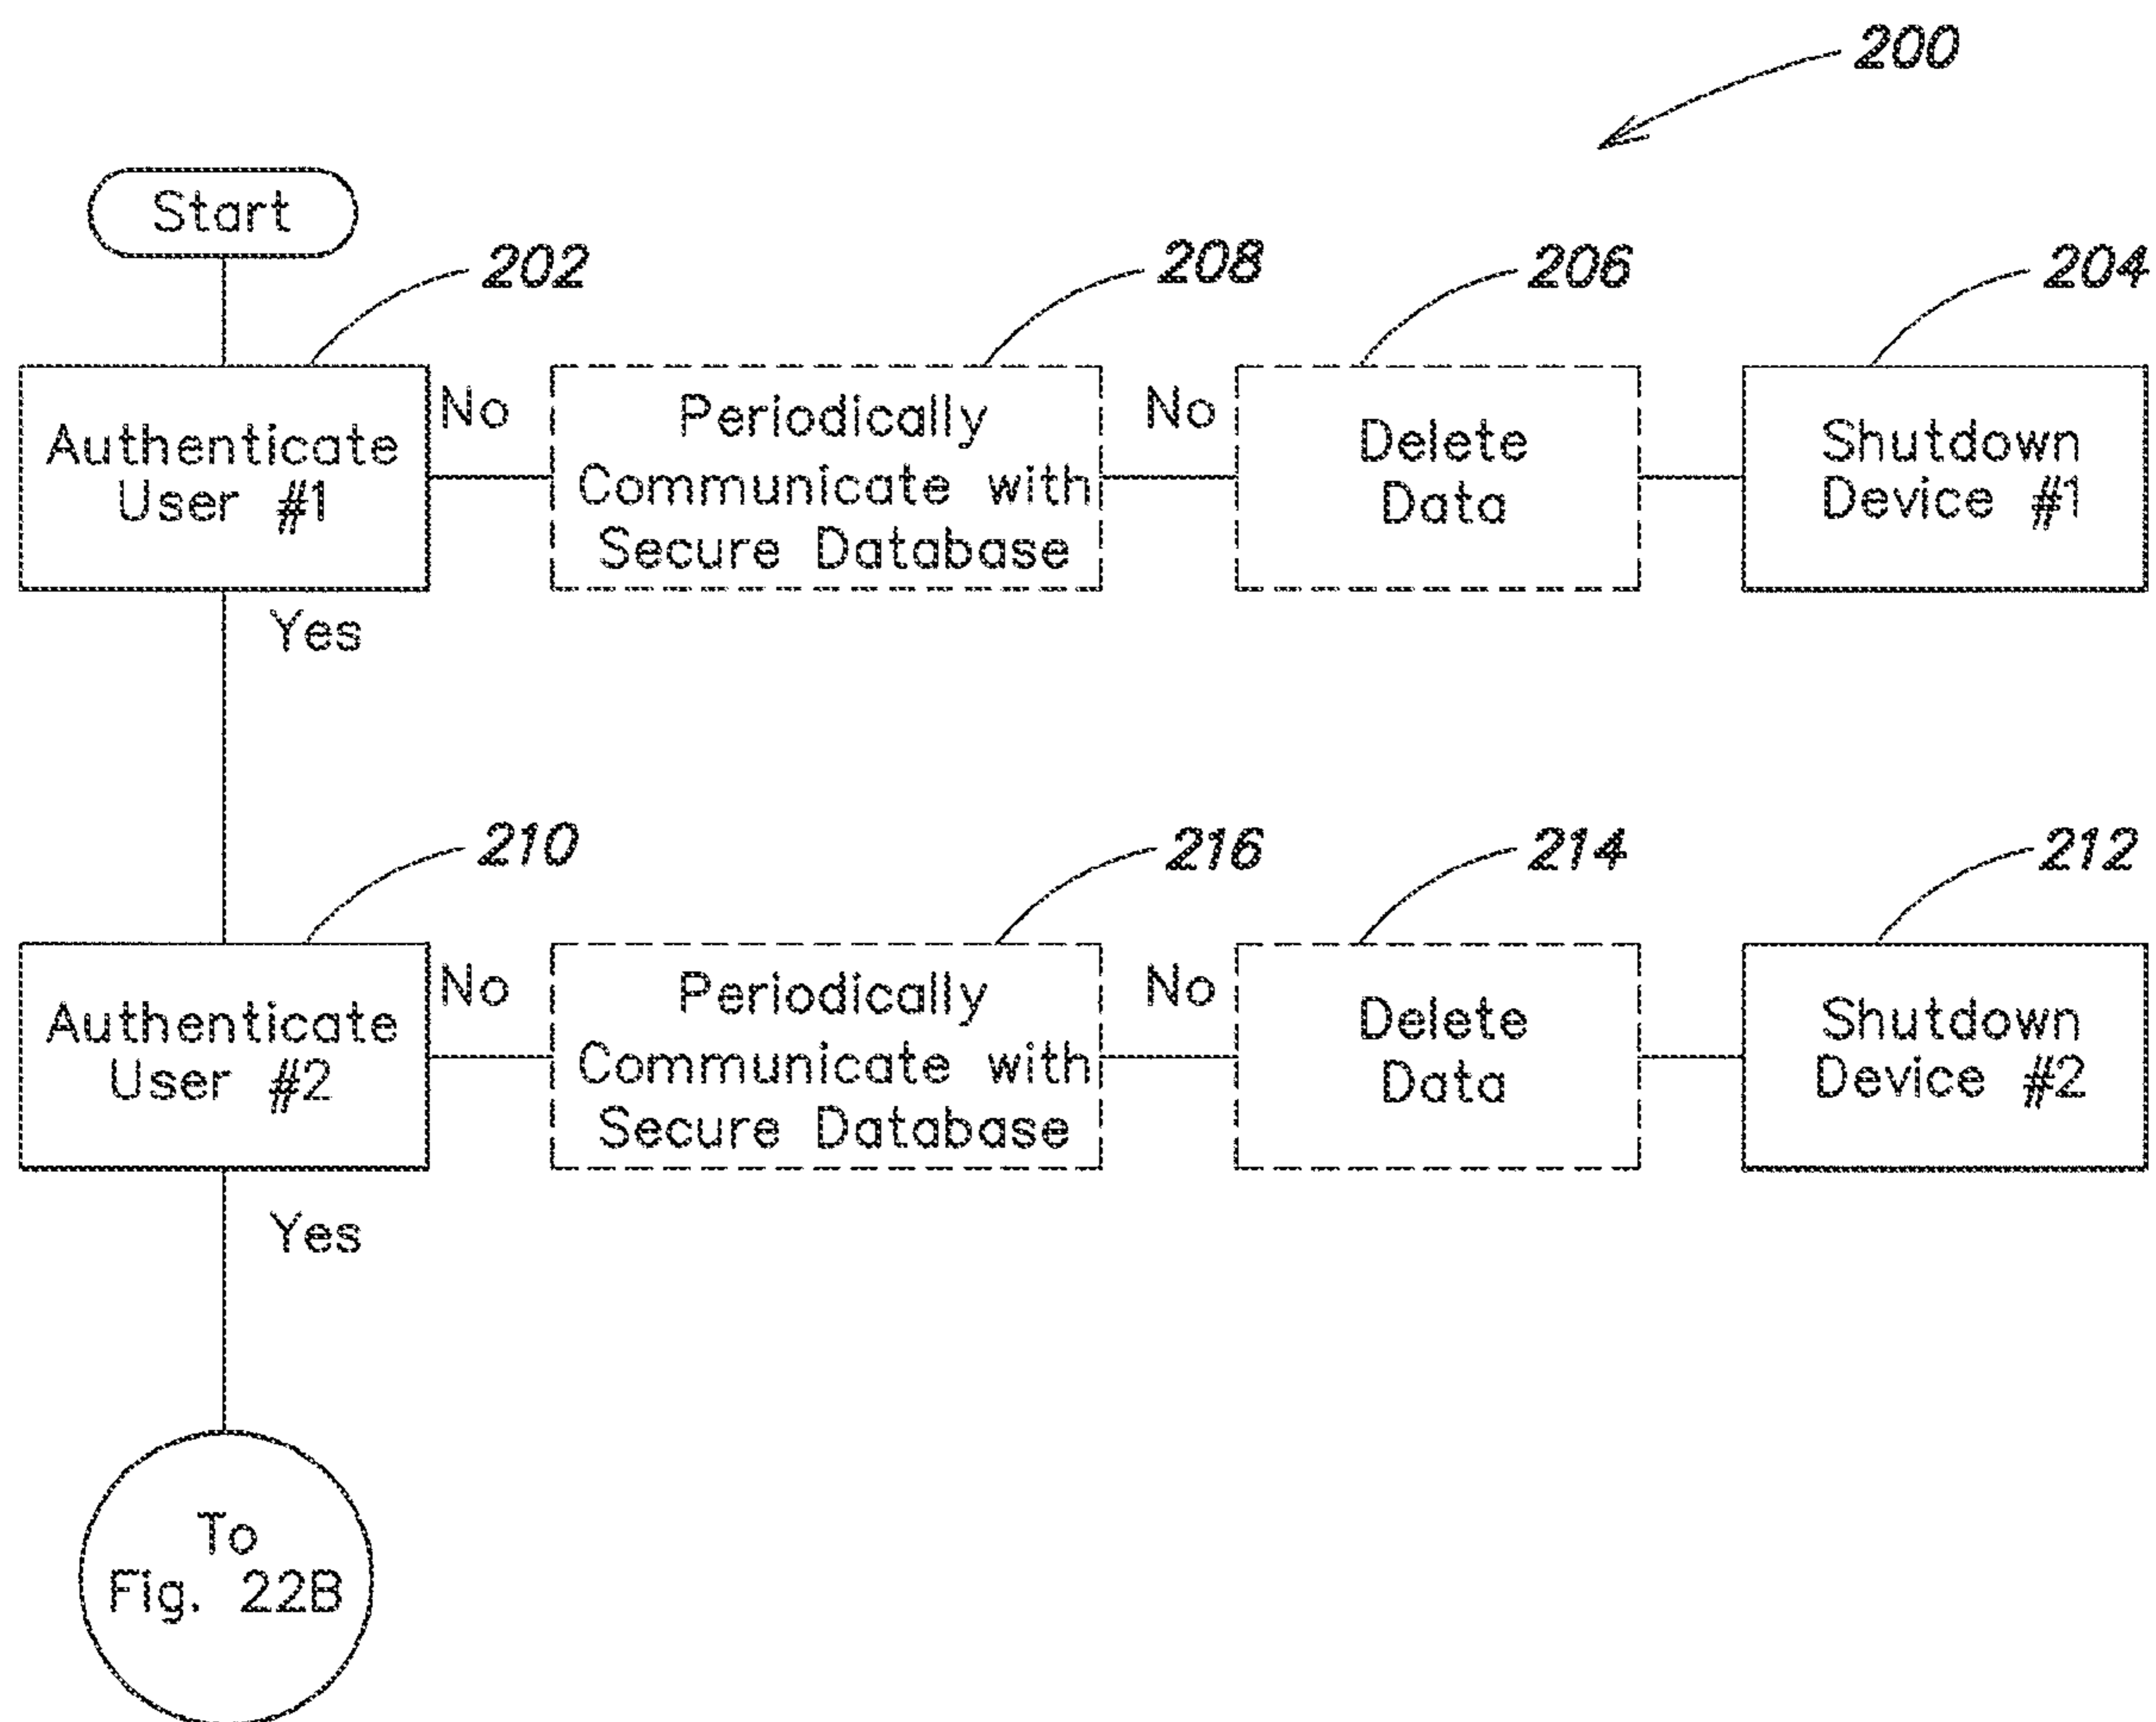 200
Start
202
208
206
204
Authenticate
User #1
No
Periodically
Communicate with
Secure Database
No
Delete
Data
Shutdown
Device #1
Yes
210
216
214
212
Authenticate
User #2
No
Periodically
Communicate with
Secure Database
No
Delete
Data
Shutdown
Device #2
Yes
To
Fig. 22B